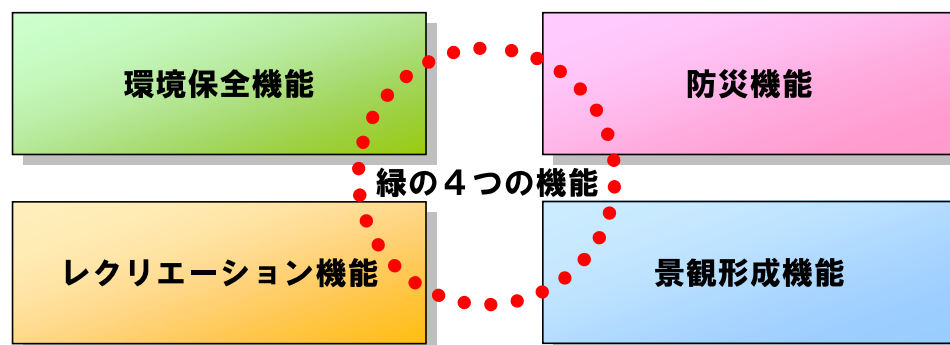 環境保全機能
防災機能
緑の４つの機能
レクリエーション機能
景観形成機能